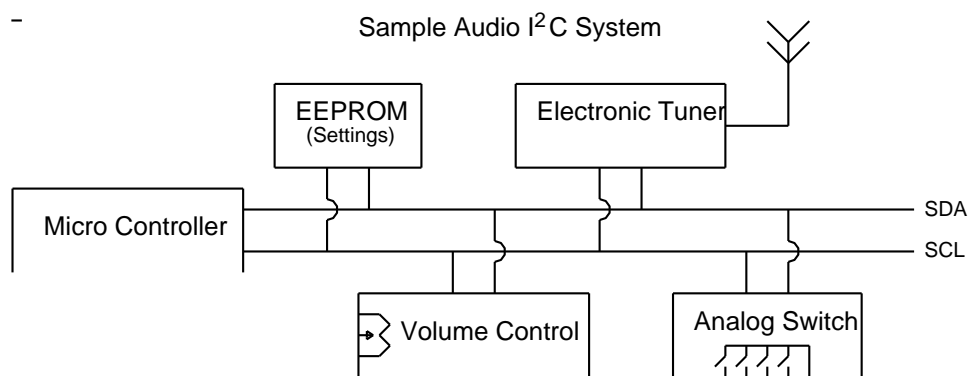 Sample Audio I²C System
EEPROM
(Settings)
Electronic Tuner
Micro Controller
SDA
SCL
Volume Control
Analog Switch